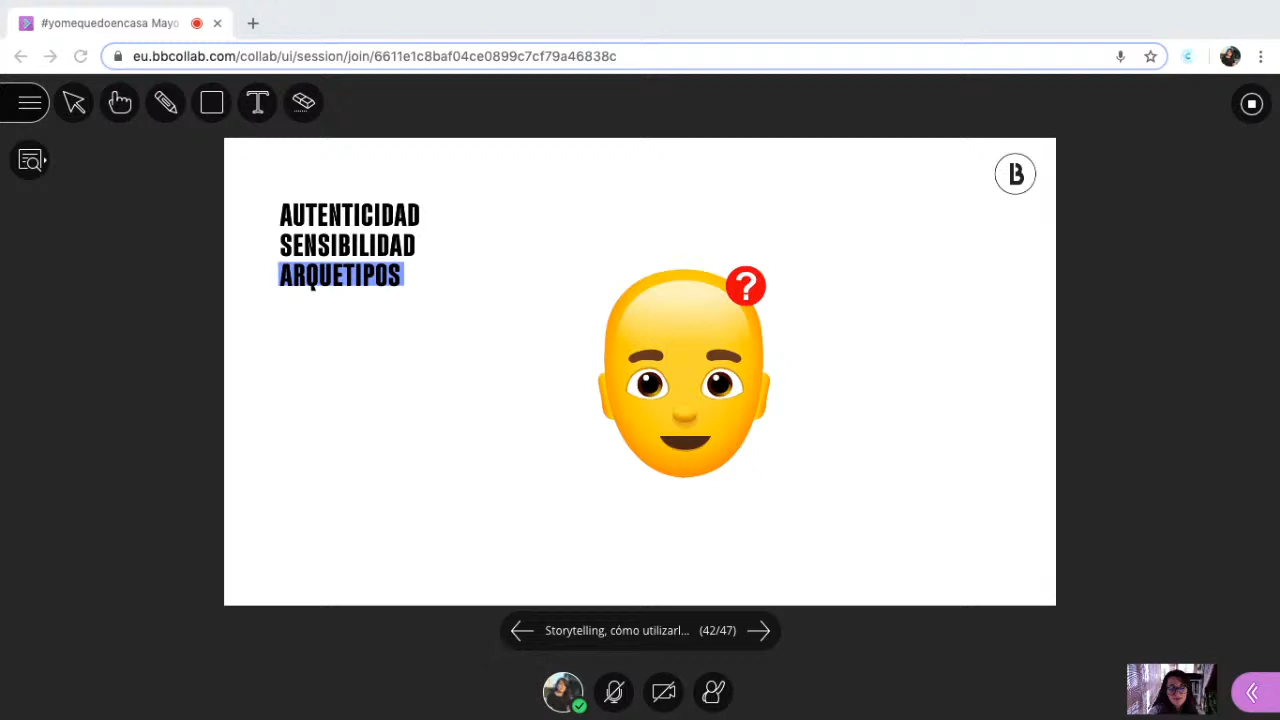 #yomequedoencasa Mayo
eu.bbcollab.com/collab/ui/session/join/6611e1c8baf04ce0899c7cf79a46838c
T
B
AUTENTICIDAD
SENSIBILIDAD
ARQUETIPOS
?
Storytelling, cómo utilizarl... (42/47)